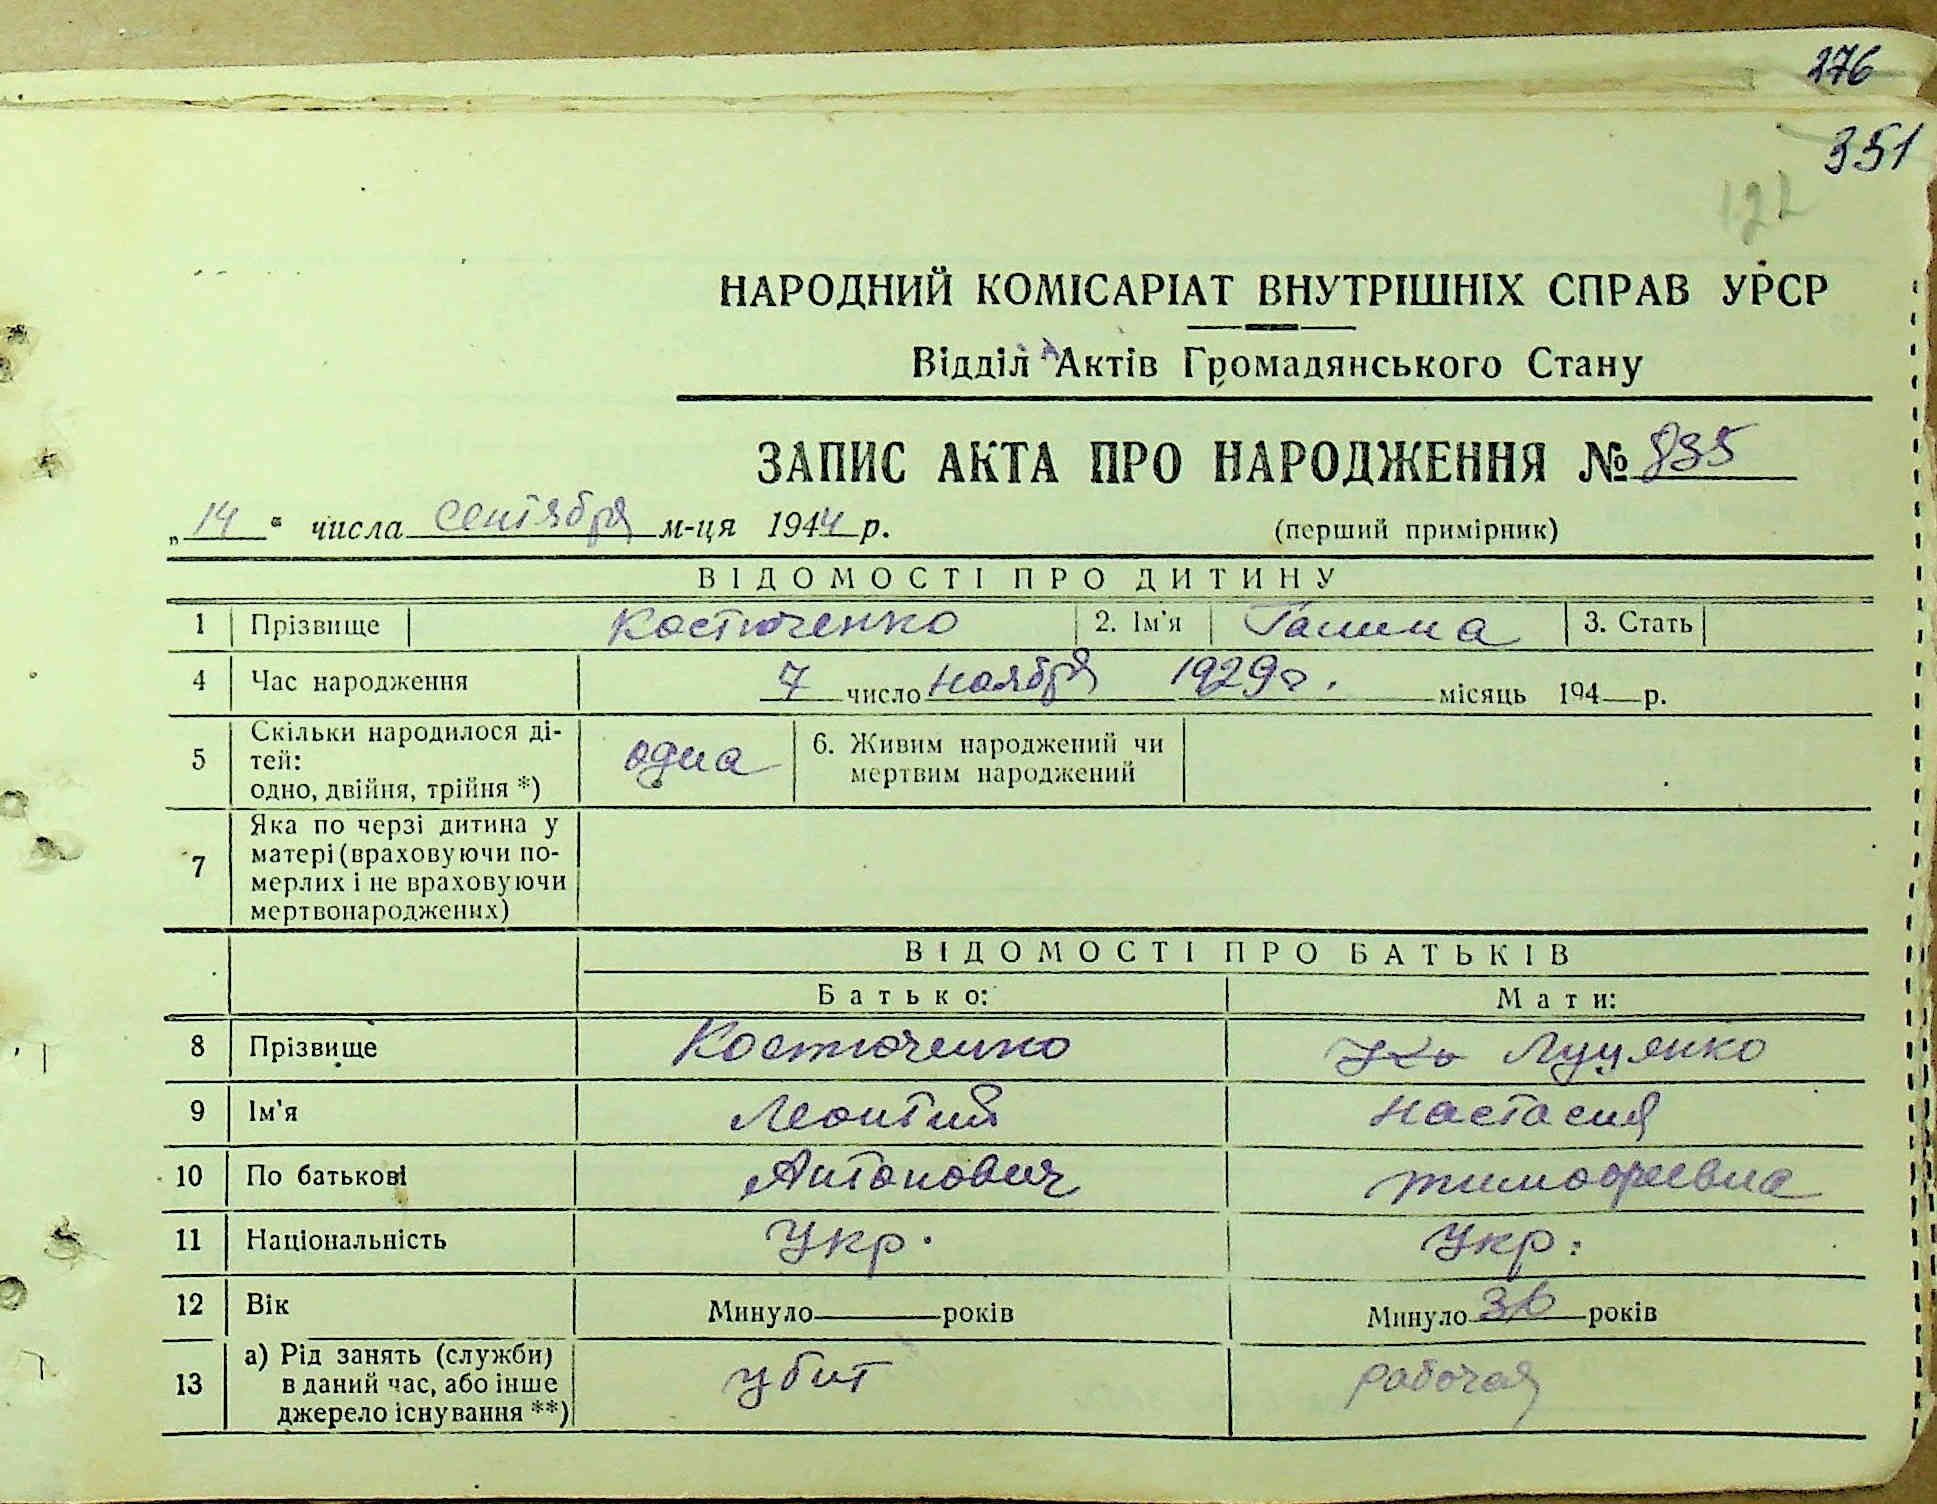 276
351
122
НАРОДНИЙ КОМІСАРІАТ ВНУТРІШНІХ СПРАВ УРСР
Відділ Актів Громадянського Стану
ЗАПИС АКТА ПРО НАРОДЖЕННЯ № 835
„14" числа сентября м-ця 1944 р. (перший примірник)
ВІДОМОСТІ ПРО ДИТИНУ
1 Прізвище Костюченко 2. Ім'я Галина 3. Стать
4 Час народження 7 число ноября 1929 г. місяць 194 р.
5 Скільки народилося ді-
тей:
одно, двійня, трійня *) одна 6. Живим народжений чи
мертвим народжений
7 Яка по черзі дитина у
матері (враховуючи по-
мерлих і не враховуючи
мертвонароджених)
ВІДОМОСТІ ПРО БАТЬКІВ
Батько: Мати:
8 Прізвище Костюченко Луценко
9 Ім'я Леонтий Настасия
10 По батькові Антонович Тимофеевна
11 Національність Укр. Укр.
12 Вік Минуло років Минуло 36 років
13 а) Рід занять (служби)
в даний час, або інше
джерело існування **) убит рабочая